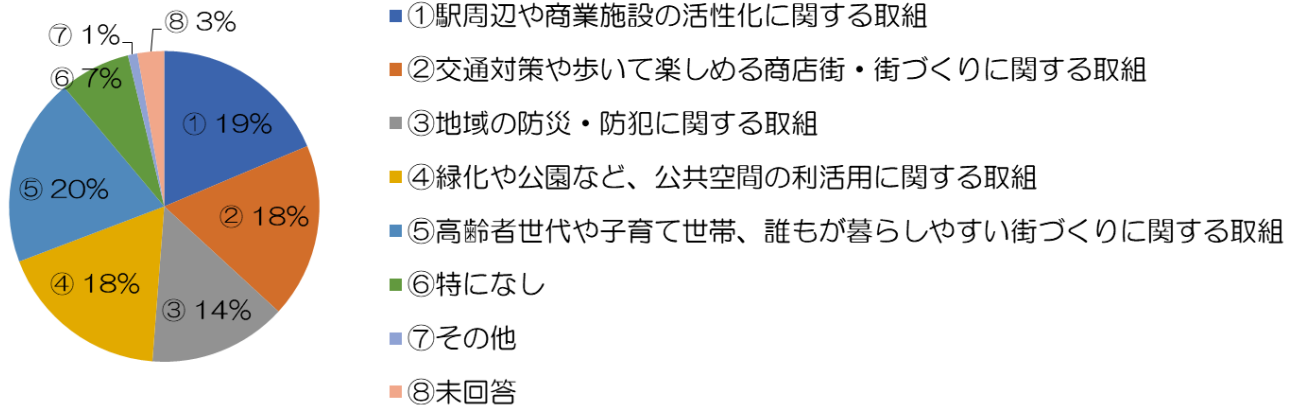 ⑧ 3%
⑦ 1%
⑥ 7%
① 19%
⑤ 20%
② 18%
④ 18%
③ 14%
①駅周辺や商業施設の活性化に関する取組
②交通対策や歩いて楽しめる商店街・街づくりに関する取組
③地域の防災・防犯に関する取組
④緑化や公園など、公共空間の利活用に関する取組
⑤高齢者世代や子育て世帯、誰もが暮らしやすい街づくりに関する取組
⑥特になし
⑦その他
⑧未回答